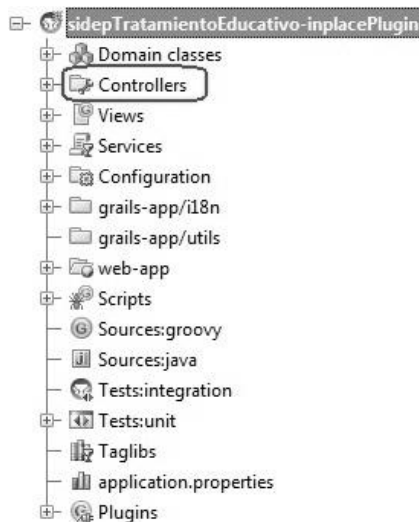 sidepTratamientoEducativo-inplacePlugin
Domain classes
Controllers
Views
Services
Configuration
grails-app/i18n
grails-app/utils
web-app
Scripts
Sources:groovy
Sources:java
Tests:integration
Tests:unit
Taglibs
application.properties
Plugins